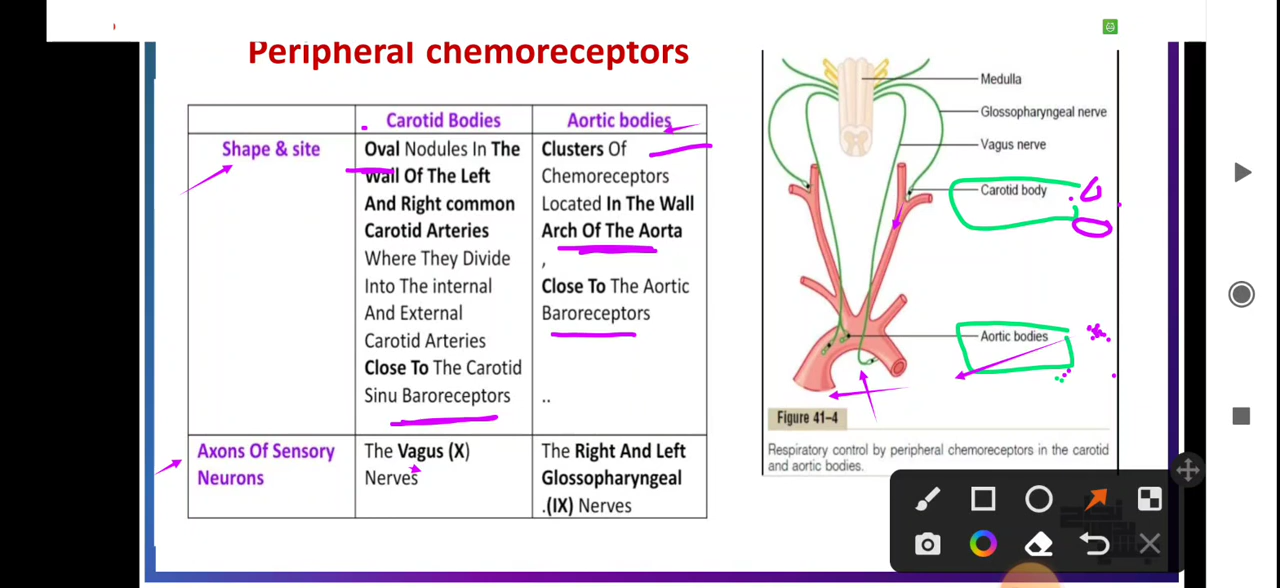 Peripheral chemoreceptors
Carotid Bodies
Aortic bodies
Shape & site
Oval Nodules In The
Wall Of The Left
And Right common
Carotid Arteries
Where They Divide
Into The internal
And External
Carotid Arteries
Close To The Carotid
Sinu Baroreceptors
Clusters Of
Chemoreceptors
Located In The Wall
Arch Of The Aorta
,
Close To The Aortic
Baroreceptors
..
Axons Of Sensory
Neurons
The Vagus (X)
Nerves
The Right And Left
Glossopharyngeal
.(IX) Nerves
Medulla
Glossopharyngeal nerve
Vagus nerve
Carotid body
Aortic bodies
Figure 41-4
Respiratory control by peripheral chemoreceptors in the carotid
and aortic bodies.